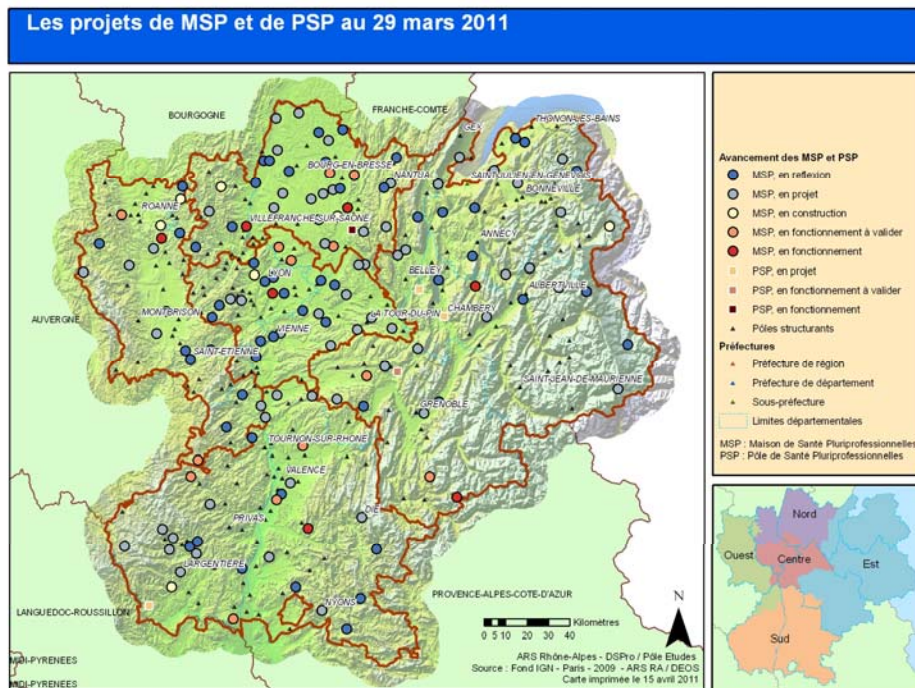 Les projets de MSP et de PSP au 29 mars 2011
BOURGOGNE
FRANCHE-COMTE
THONON-LES-BAINS
GEX
SAINT-JULIEN-EN-GENEVOIS
BOURG-EN-BRESSE
NANTUA
BONNEVILLE
ROANNE
VILLEFRANCHE-SUR-SAONE
ANNECY
LYON
BELLEY
ALBERTVILLE
MONTBRISON
LA TOUR-DU-PIN
CHAMBERY
AUVERGNE
VIENNE
SAINT-ETIENNE
SAINT-JEAN-DE-MAURIENNE
GRENOBLE
TOURNON-SUR-RHONE
VALENCE
PRIVAS
DIE
LARGENTIERE
NYONS
LANGUEDOC-ROUSSILLON
PROVENCE-ALPES-COTE-D'AZUR
MIDI-PYRENEES
MIDI-PYRENEES
N
0 5 10 20 30 40
Kilomètres
ARS Rhône-Alpes - DSPro / Pôle Etudes
Source : Fond IGN - Paris - 2009 - ARS RA / DEOS
Carte imprimée le 15 avril 2011
Avancement des MSP et PSP
MSP, en reflexion
MSP, en projet
MSP, en construction
MSP, en fonctionnement à valider
MSP, en fonctionnement
PSP, en projet
PSP, en fonctionnement à valider
PSP, en fonctionnement
Pôles structurants
Préfectures
Préfecture de région
Préfecture de département
Sous-préfecture
Limites départementales
MSP : Maison de Santé Pluriprofessionnelles
PSP : Pôle de Santé Pluriprofessionnelles
Nord
Ouest
Centre
Est
Sud